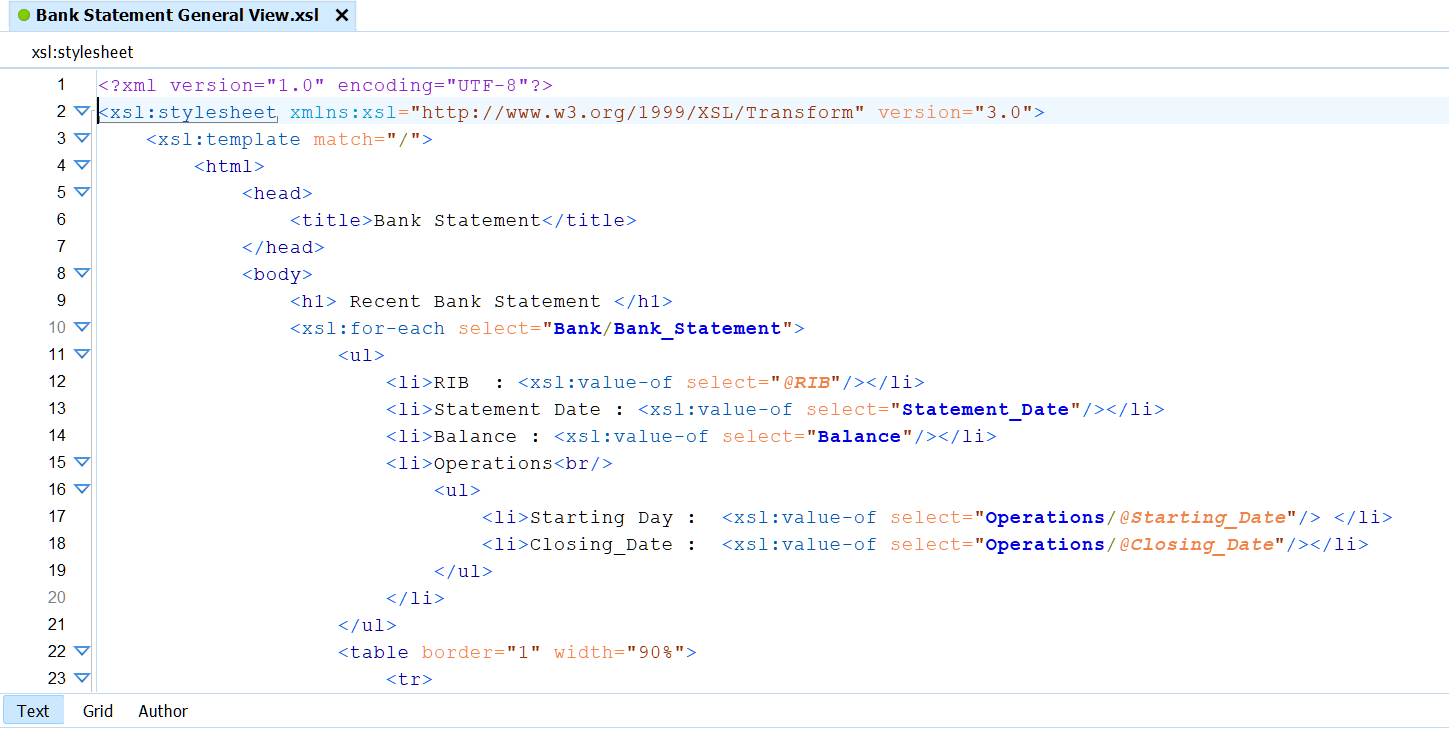 Bank Statement General View.xsl ✕
xsl:stylesheet
1 <?xml version="1.0" encoding="UTF-8"?>
2 <xsl:stylesheet xmlns:xsl="http://www.w3.org/1999/XSL/Transform" version="3.0">
3 <xsl:template match="/">
4 <html>
5 <head>
6 <title>Bank Statement</title>
7 </head>
8 <body>
9 <h1> Recent Bank Statement </h1>
10 <xsl:for-each select="Bank/Bank_Statement">
11 <ul>
12 <li>RIB  : <xsl:value-of select="@RIB"/></li>
13 <li>Statement Date : <xsl:value-of select="Statement_Date"/></li>
14 <li>Balance : <xsl:value-of select="Balance"/></li>
15 <li>Operations<br/>
16 <ul>
17 <li>Starting Day :  <xsl:value-of select="Operations/@Starting_Date"/> </li>
18 <li>Closing_Date :  <xsl:value-of select="Operations/@Closing_Date"/></li>
19 </ul>
20 </li>
21 </ul>
22 <table border="1" width="90%">
23 <tr>
Text Grid Author